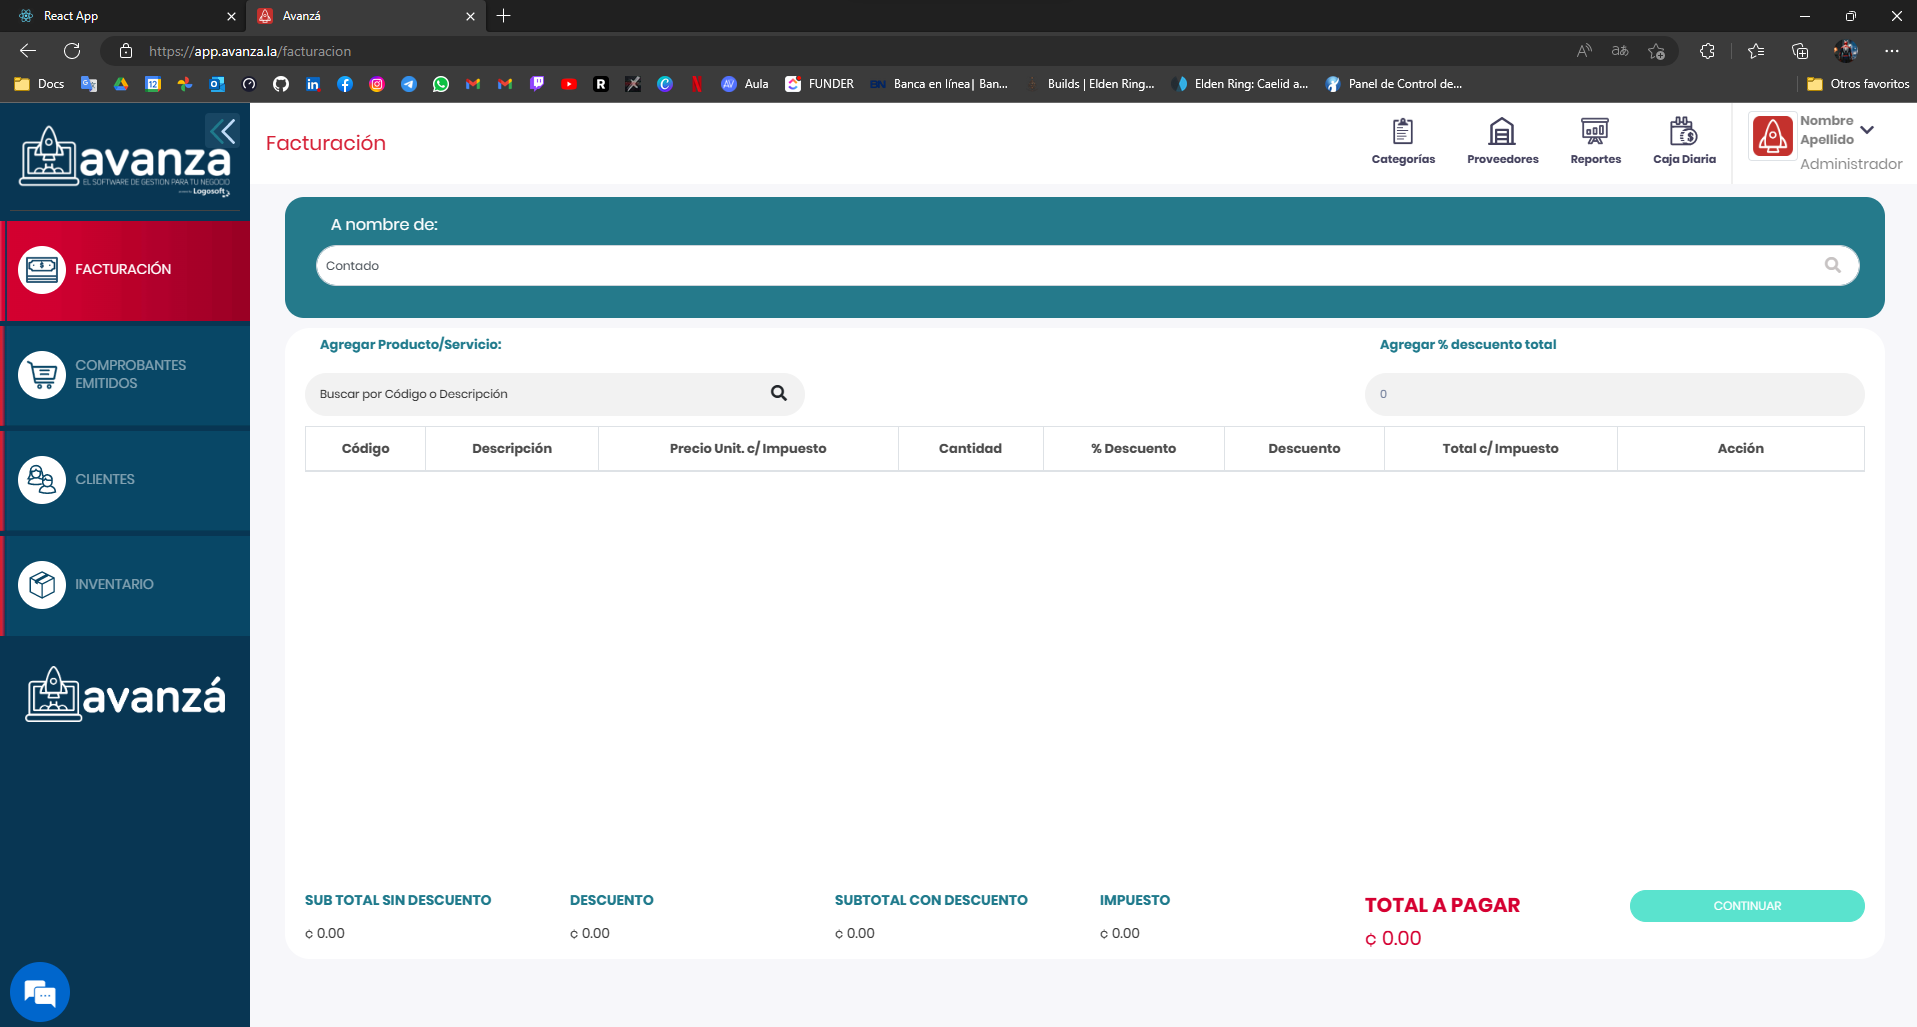 React App
Avanzá
https://app.avanza.la/facturacion
Docs
Aula
FUNDER
Banca en línea| Ban...
Builds | Elden Ring...
Elden Ring: Caelid a...
Panel de Control de...
Otros favoritos
avanza
EL SOFTWARE DE GESTION PARA TU NEGOCIO
Logosoft
Facturación
Categorías
Proveedores
Reportes
Caja Diaria
Nombre
Apellido
Administrador
FACTURACIÓN
COMPROBANTES
EMITIDOS
CLIENTES
INVENTARIO
avanzá
A nombre de:
Contado
Agregar Producto/Servicio:
Agregar % descuento total
Buscar por Código o Descripción
0
Código
Descripción
Precio Unit. c/ Impuesto
Cantidad
% Descuento
Descuento
Total c/ Impuesto
Acción
SUB TOTAL SIN DESCUENTO
¢ 0.00
DESCUENTO
¢ 0.00
SUBTOTAL CON DESCUENTO
¢ 0.00
IMPUESTO
¢ 0.00
TOTAL A PAGAR
¢ 0.00
CONTINUAR